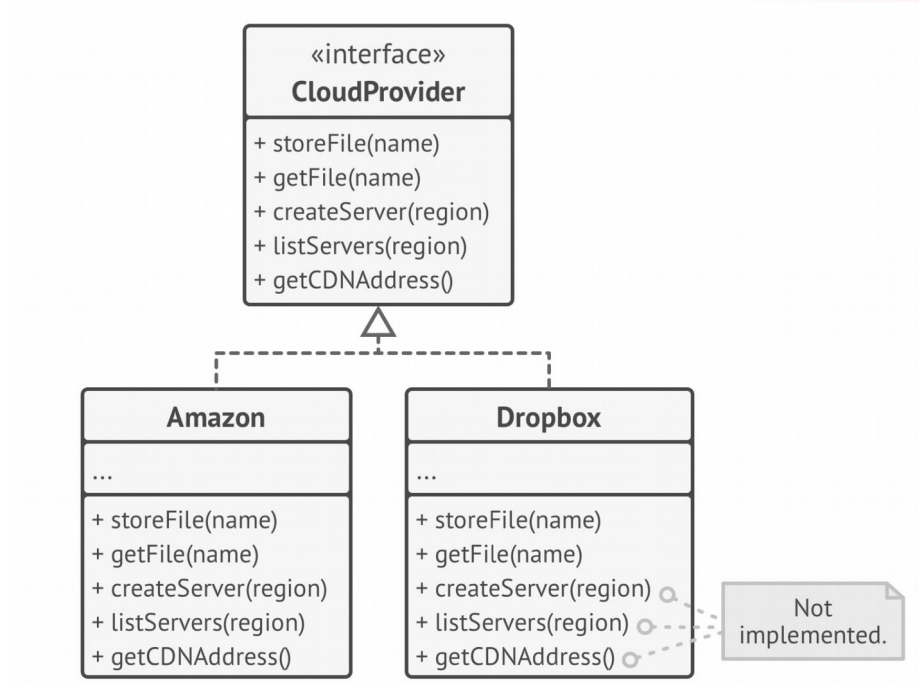 «interface»
CloudProvider
+ storeFile(name)
+ getFile(name)
+ createServer(region)
+ listServers(region)
+ getCDNAddress()
Amazon
...
+ storeFile(name)
+ getFile(name)
+ createServer(region)
+ listServers(region)
+ getCDNAddress()
Dropbox
...
+ storeFile(name)
+ getFile(name)
+ createServer(region)
+ listServers(region)
+ getCDNAddress()
Not
implemented.